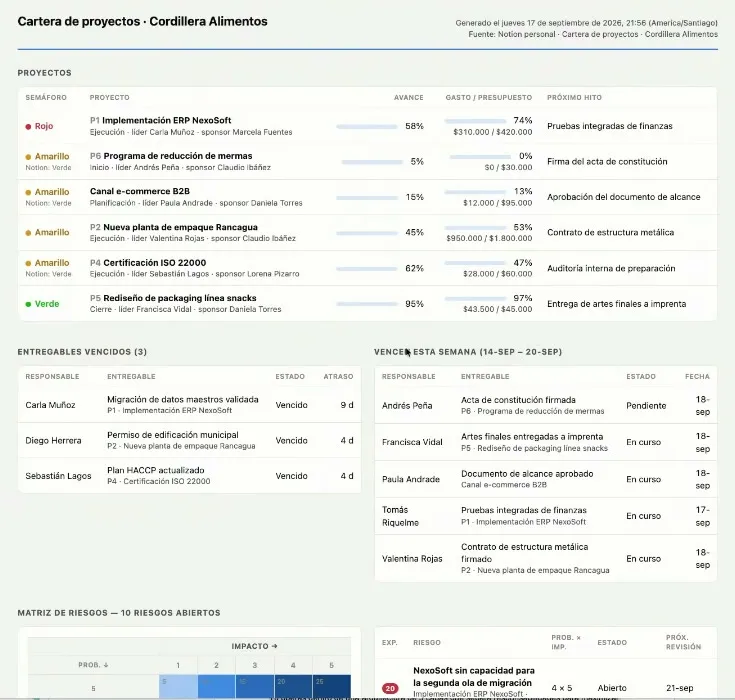 Cartera de proyectos · Cordillera Alimentos
Generado el jueves 17 de septiembre de 2026, 21:56 (America/Santiago)
Fuente: Notion personal · Cartera de proyectos · Cordillera Alimentos
PROYECTOS
SEMÁFORO PROYECTO AVANCE GASTO / PRESUPUESTO PRÓXIMO HITO
Rojo P1 Implementación ERP NexoSoft 58% 74% Pruebas integradas de finanzas
Ejecución · líder Carla Muñoz · sponsor Marcela Fuentes $310.000 / $420.000
Amarillo P6 Programa de reducción de mermas 5% 0% Firma del acta de constitución
Notion: Verde Inicio · líder Andrés Peña · sponsor Claudio Ibáñez $0 / $30.000
Amarillo Canal e-commerce B2B 15% 13% Aprobación del documento de alcance
Notion: Verde Planificación · líder Paula Andrade · sponsor Daniela Torres $12.000 / $95.000
Amarillo P2 Nueva planta de empaque Rancagua 45% 53% Contrato de estructura metálica
Ejecución · líder Valentina Rojas · sponsor Claudio Ibáñez $950.000 / $1.800.000
Amarillo P4 Certificación ISO 22000 62% 47% Auditoría interna de preparación
Notion: Verde Ejecución · líder Sebastián Lagos · sponsor Lorena Pizarro $28.000 / $60.000
Verde P5 Rediseño de packaging línea snacks 95% 97% Entrega de artes finales a imprenta
Cierre · líder Francisca Vidal · sponsor Daniela Torres $43.500 / $45.000
ENTREGABLES VENCIDOS (3)
RESPONSABLE ENTREGABLE ESTADO ATRASO
Carla Muñoz Migración de datos maestros validada Vencido 9 d
P1 · Implementación ERP NexoSoft
Diego Herrera Permiso de edificación municipal Vencido 4 d
P2 · Nueva planta de empaque Rancagua
Sebastián Lagos Plan HACCP actualizado Vencido 4 d
P4 · Certificación ISO 22000
VENCEN ESTA SEMANA (14-SEP – 20-SEP)
RESPONSABLE ENTREGABLE ESTADO FECHA
Andrés Peña Acta de constitución firmada Pendiente 18-sep
P6 · Programa de reducción de mermas
Francisca Vidal Artes finales entregadas a imprenta En curso 18-sep
P5 · Rediseño de packaging línea snacks
Paula Andrade Documento de alcance aprobado En curso 18-sep
Canal e-commerce B2B
Tomás Riquelme Pruebas integradas de finanzas En curso 17-sep
P1 · Implementación ERP NexoSoft
Valentina Rojas Contrato de estructura metálica firmado En curso 18-sep
P2 · Nueva planta de empaque Rancagua
MATRIZ DE RIESGOS — 10 RIESGOS ABIERTOS
IMPACTO →
PROB. ↓ 1 2 3 4 5
5 5 10 20 25
EXP. RIESGO PROB. × IMP. ESTADO PRÓX. REVISIÓN
20 NexoSoft sin capacidad para la segunda ola de migración 4 × 5 Abierto 21-sep
Implementación ERP NexoSoft ·